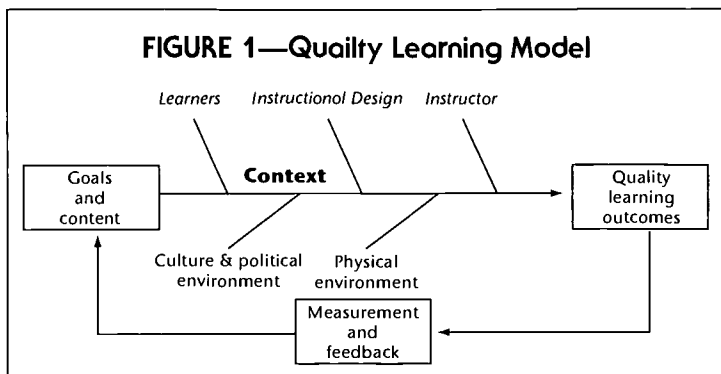 FIGURE 1—Quailty Learning Model
Learners
Instructional Design
Instructor
Context
Goals
and
content
Quality
learning
outcomes
Culture & political
environment
Physical
environment
Measurement
and
feedback